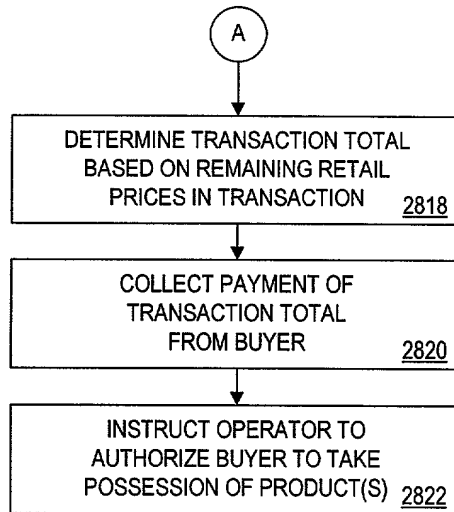 A
DETERMINE TRANSACTION TOTAL
BASED ON REMAINING RETAIL
PRICES IN TRANSACTION 2818
COLLECT PAYMENT OF
TRANSACTION TOTAL
FROM BUYER 2820
INSTRUCT OPERATOR TO
AUTHORIZE BUYER TO TAKE
POSSESSION OF PRODUCT(S) 2822